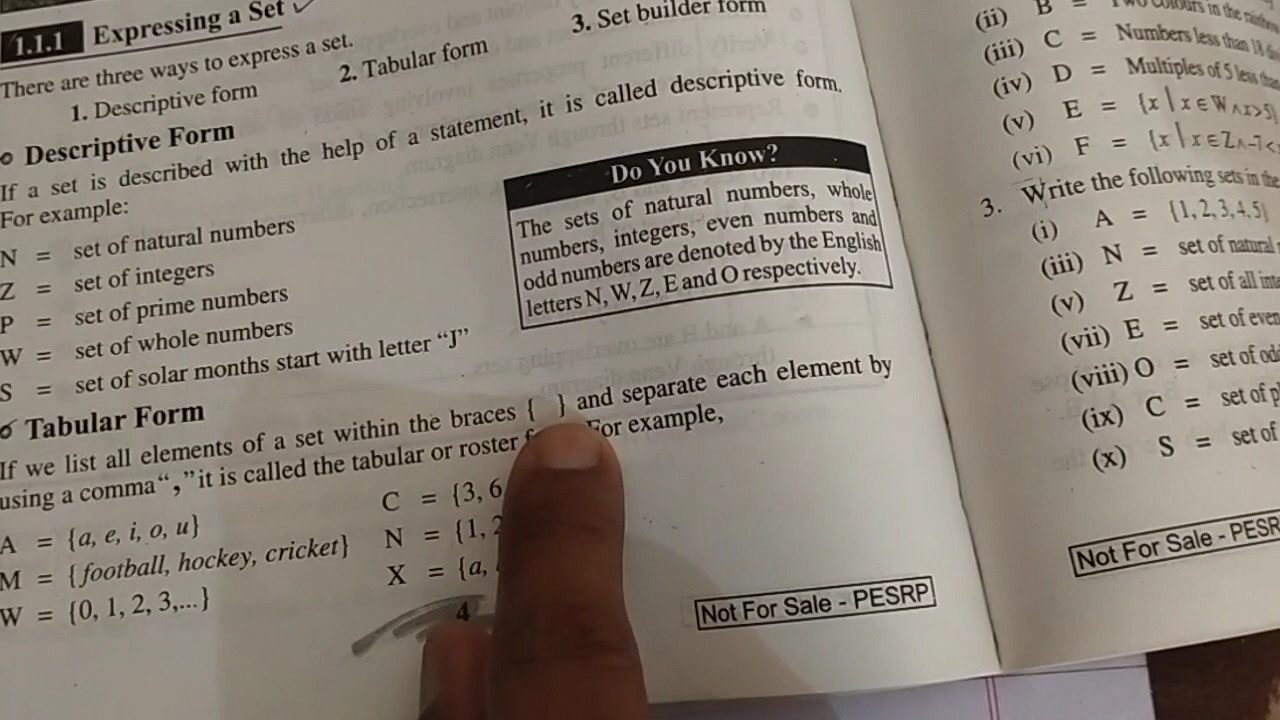 1.1.1 Expressing a Set
There are three ways to express a set.
1. Descriptive form 2. Tabular form 3. Set builder form
Descriptive Form
If a set is described with the help of a statement, it is called descriptive form.
For example:
N = set of natural numbers
Z = set of integers
P = set of prime numbers
W = set of whole numbers
S = set of solar months start with letter “J”
Do You Know?
The sets of natural numbers, whole
numbers, integers, even numbers and
odd numbers are denoted by the English
letters N, W, Z, E and O respectively.
Tabular Form
If we list all elements of a set within the braces { } and separate each element by
using a comma“,”it is called the tabular or roster For example,
A = {a, e, i, o, u}
M = {football, hockey, cricket}
W = {0, 1, 2, 3,...}
C = {3, 6
N = {1, 2
X = {a,
4
Not For Sale - PESRP
(ii) B = Two colours in the
(iii) C = Numbers less than 18
(iv) D = Multiples of 5 less than
(v) E = {x | x ∈ W ∧ x > 5}
(vi) F = {x | x ∈ Z ∧ -7 <
3. Write the following sets in the
(i) A = {1, 2, 3, 4, 5}
(iii) N = set of natural
(v) Z = set of all
(vii) E = set of even
(viii) O = set of
(ix) C = set of
(x) S = set of
Not For Sale - PESR